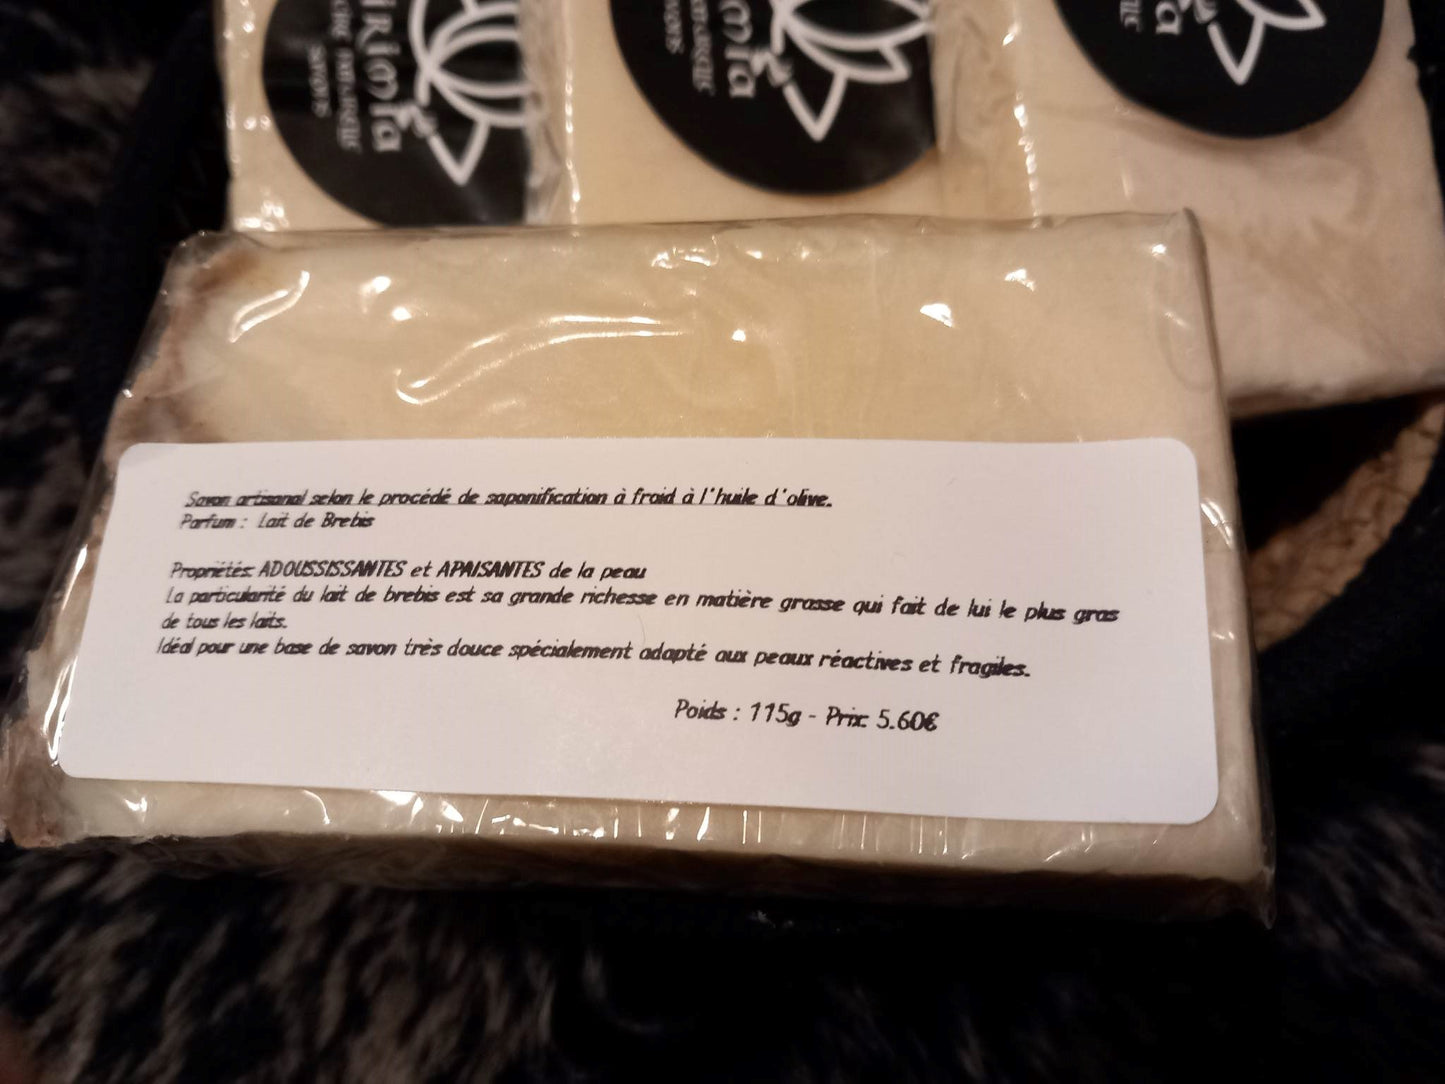 savons
savons
Savon artisanal selon le procédé de saponification à froid à l'huile d'olive.
Parfum : Lait de Brebis
Propriétés: ADOUSSISSANTES et APAISANTES de la peau
La particularité du lait de brebis est sa grande richesse en matière grasse qui fait de lui le plus gras
de tous les laits.
Idéal pour une base de savon très douce spécialement adapté aux peaux réactives et fragiles.
Poids : 115g - Prix: 5.60€